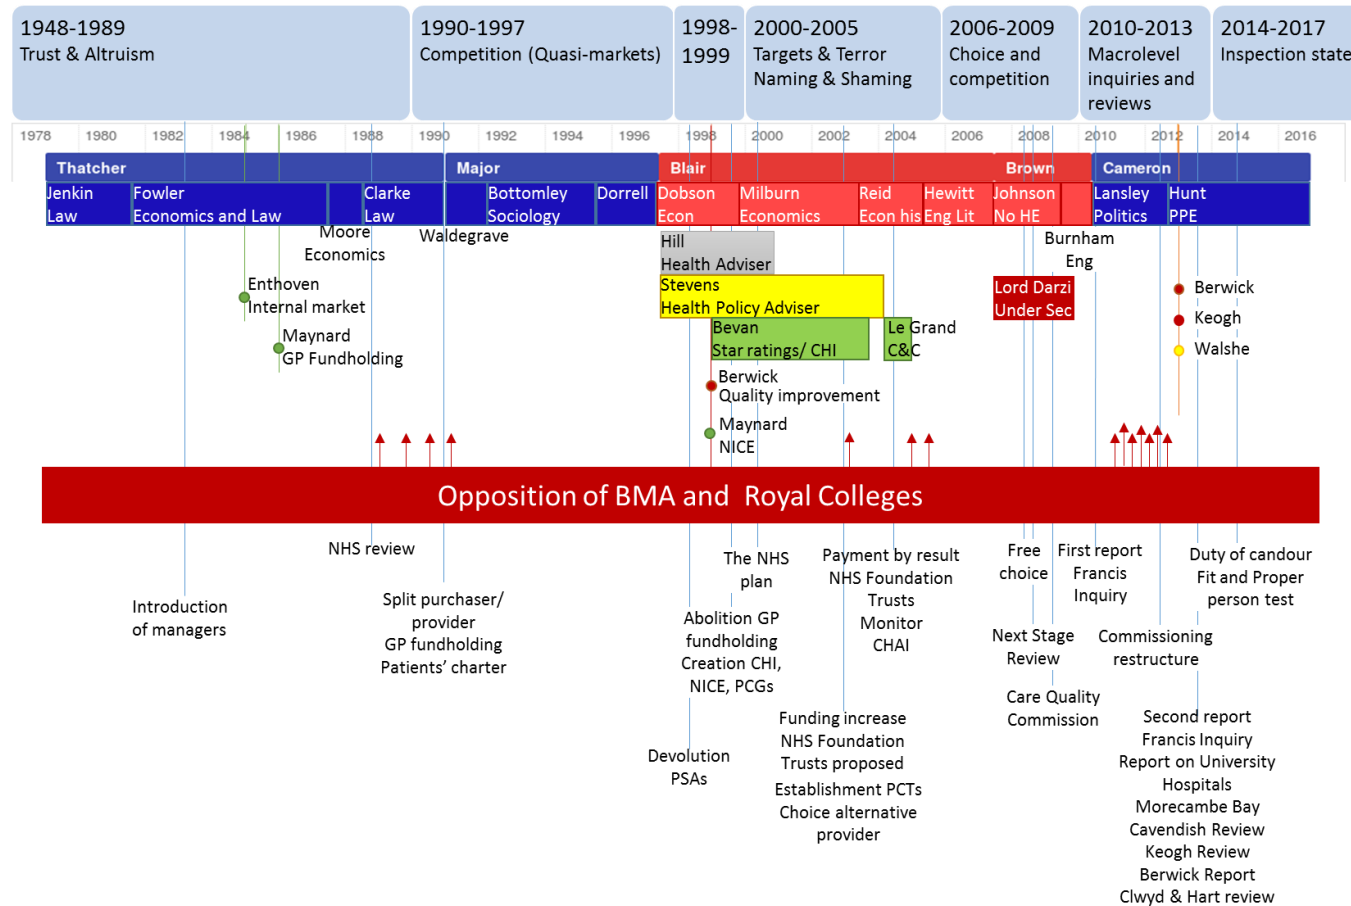 1948-1989
Trust & Altruism
1990-1997
Competition (Quasi-markets)
1998-
1999
2000-2005
Targets & Terror
Naming & Shaming
2006-2009
Choice and
competition
2010-2013
Macrolevel
inquiries and
reviews
2014-2017
Inspection state
1978 1980 1982 1984 1986 1988 1990 1992 1994 1996 1998 2000 2002 2004 2006 2008 2010 2012 2014 2016
Thatcher Major Blair Brown Cameron
Jenkin
Law
Fowler
Economics and Law
Clarke
Law
Bottomley
Sociology
Dorrell
Dobson
Econ
Milburn
Economics
Reid
Econ his
Hewitt
Eng Lit
Johnson
No HE
Lansley
Politics
Hunt
PPE
Moore
Economics
Waldegrave
Burnham
Eng
Hill
Health Adviser
Stevens
Health Policy Adviser
Lord Darzi
Under Sec
Enthoven
Internal market
Maynard
GP Fundholding
Bevan
Star ratings/ CHI
Le Grand
C&C
Berwick
Keogh
Walshe
Berwick
Quality improvement
Maynard
NICE
Opposition of BMA and Royal Colleges
NHS review
Introduction
of managers
Split purchaser/
provider
GP fundholding
Patients’ charter
The NHS
plan
Abolition GP
fundholding
Creation CHI,
NICE, PCGs
Devolution
PSAs
Payment by result
NHS Foundation
Trusts
Monitor
CHAI
Funding increase
NHS Foundation
Trusts proposed
Establishment PCTs
Choice alternative
provider
Free
choice
Next Stage
Review
Care Quality
Commission
First report
Francis
Inquiry
Commissioning
restructure
Duty of candour
Fit and Proper
person test
Second report
Francis Inquiry
Report on University
Hospitals
Morecambe Bay
Cavendish Review
Keogh Review
Berwick Report
Clwyd & Hart review